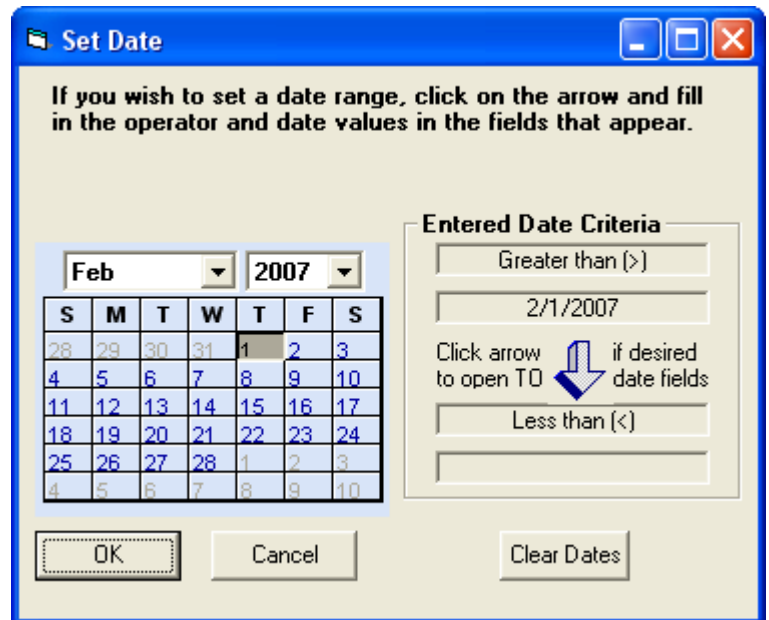 Set Date
If you wish to set a date range, click on the arrow and fill
in the operator and date values in the fields that appear.
Entered Date Criteria
Feb 2007
Greater than (>)
S M T W T F S
2/1/2007
28 29 30 31 1 2 3
4 5 6 7 8 9 10
11 12 13 14 15 16 17
18 19 20 21 22 23 24
25 26 27 28 1 2 3
4 5 6 7 8 9 10
Click arrow if desired
to open TO date fields
Less than (<)
OK Cancel Clear Dates